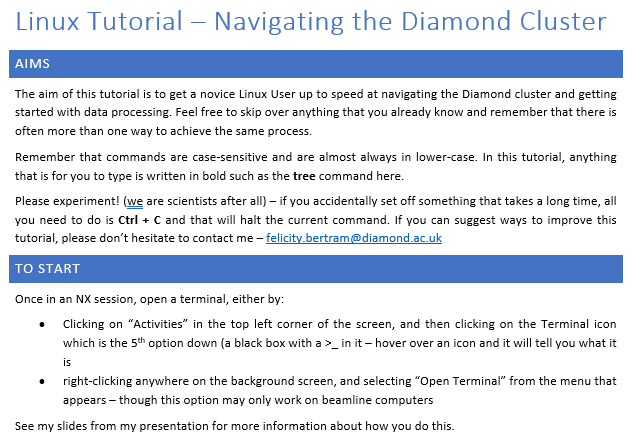 Linux Tutorial – Navigating the Diamond Cluster
AIMS
The aim of this tutorial is to get a novice Linux User up to speed at navigating the Diamond cluster and getting
started with data processing. Feel free to skip over anything that you already know and remember that there is
often more than one way to achieve the same process.
Remember that commands are case-sensitive and are almost always in lower-case. In this tutorial, anything
that is for you to type is written in bold such as the tree command here.
Please experiment! (we are scientists after all) – if you accidentally set off something that takes a long time, all
you need to do is Ctrl + C and that will halt the current command. If you can suggest ways to improve this
tutorial, please don't hesitate to contact me – felicity.bertram@diamond.ac.uk
TO START
Once in an NX session, open a terminal, either by:
• Clicking on “Activities” in the top left corner of the screen, and then clicking on the Terminal icon
which is the 5th option down (a black box with a >_ in it – hover over an icon and it will tell you what it
is
• right-clicking anywhere on the background screen, and selecting “Open Terminal” from the menu that
appears – though this option may only work on beamline computers
See my slides from my presentation for more information about how you do this.